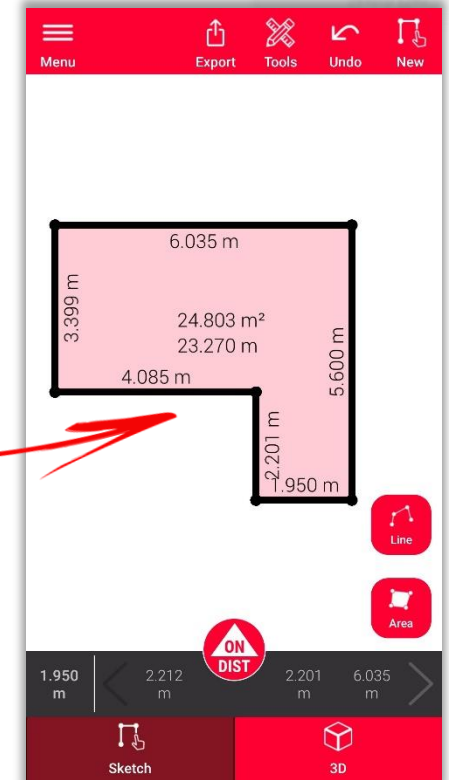 Menu Export Tools Undo New
6.035 m
3.399 m
24.803 m²
23.270 m
5.600 m
4.085 m
2.201 m
1.950 m
Line
Area
ON
DIST
1.950 m
2.212 m
2.201 m
6.035 m
Sketch 3D